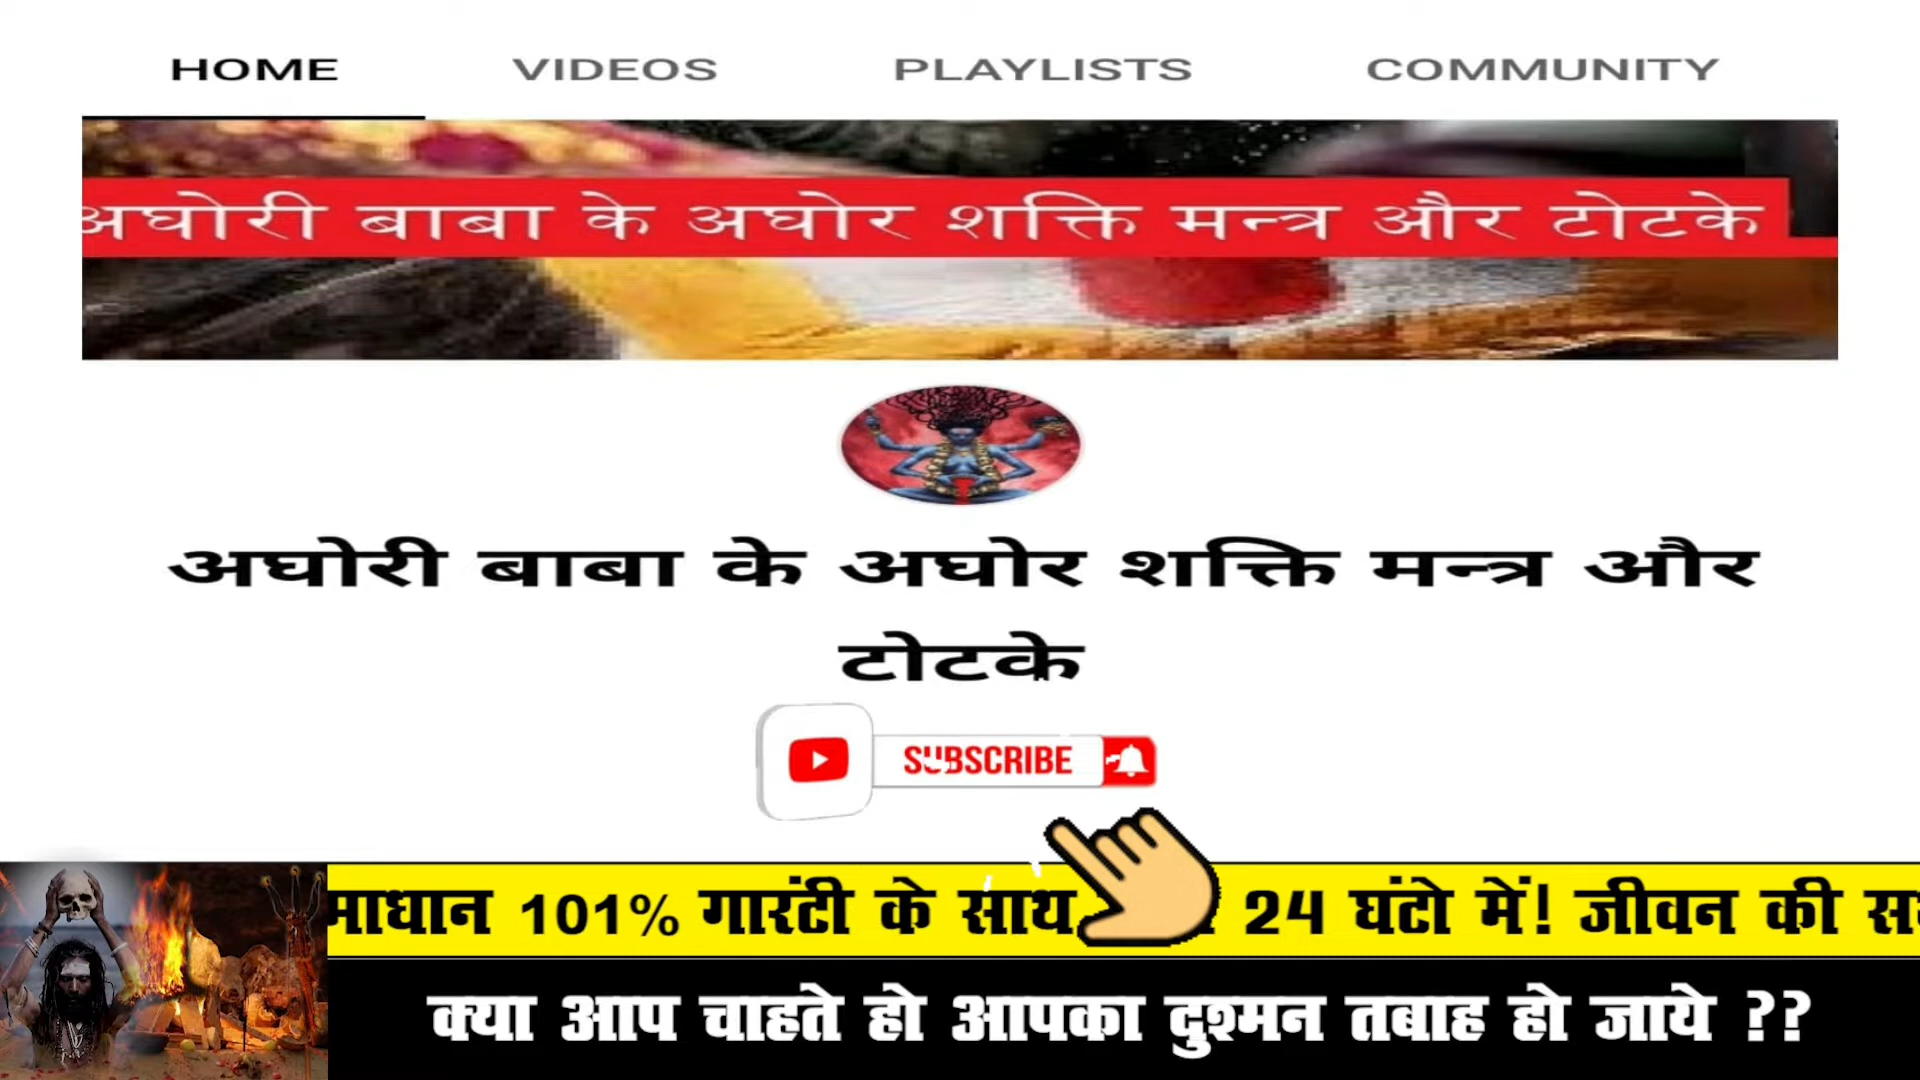 HOME VIDEOS PLAYLISTS COMMUNITY
अघोरी बाबा के अघोर शक्ति मन्त्र और टोटके
अघोरी बाबा के अघोर शक्ति मन्त्र और
टोटके
SUBSCRIBE
माधान 101% गारंटी के साथ 24 घंटो में! जीवन की
क्या आप चाहते हो आपका दुश्मन तबाह हो जाये ??